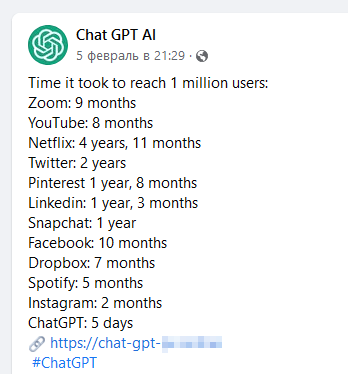 Chat GPT AI
5 февраль в 21:29 ·
Time it took to reach 1 million users:
Zoom: 9 months
YouTube: 8 months
Netflix: 4 years, 11 months
Twitter: 2 years
Pinterest 1 year, 8 months
Linkedin: 1 year, 3 months
Snapchat: 1 year
Facebook: 10 months
Dropbox: 7 months
Spotify: 5 months
Instagram: 2 months
ChatGPT: 5 days
https://chat-gpt-
#ChatGPT